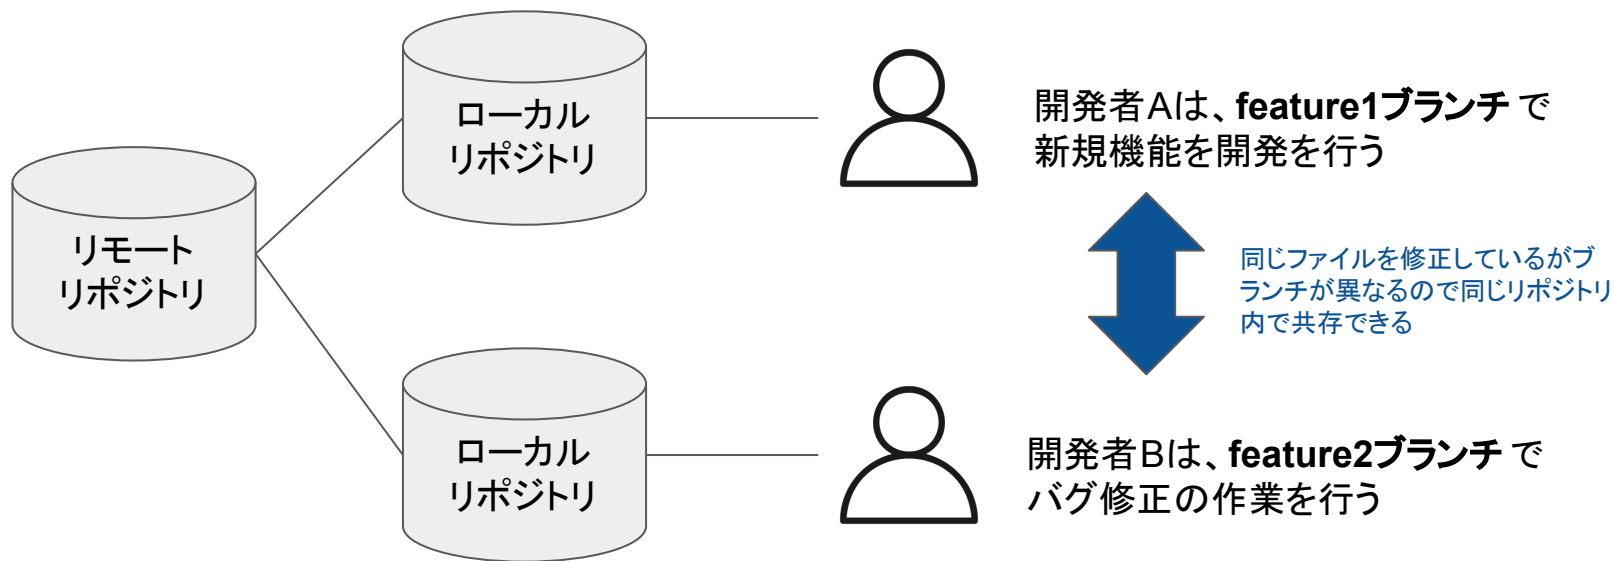 リモート
リポジトリ
ローカル
リポジトリ
開発者Aは、feature1ブランチ で
新規機能を開発を行う
同じファイルを修正しているがブ
ランチが異なるので同じリポジトリ
内で共存できる
ローカル
リポジトリ
開発者Bは、feature2ブランチ で
バグ修正の作業を行う